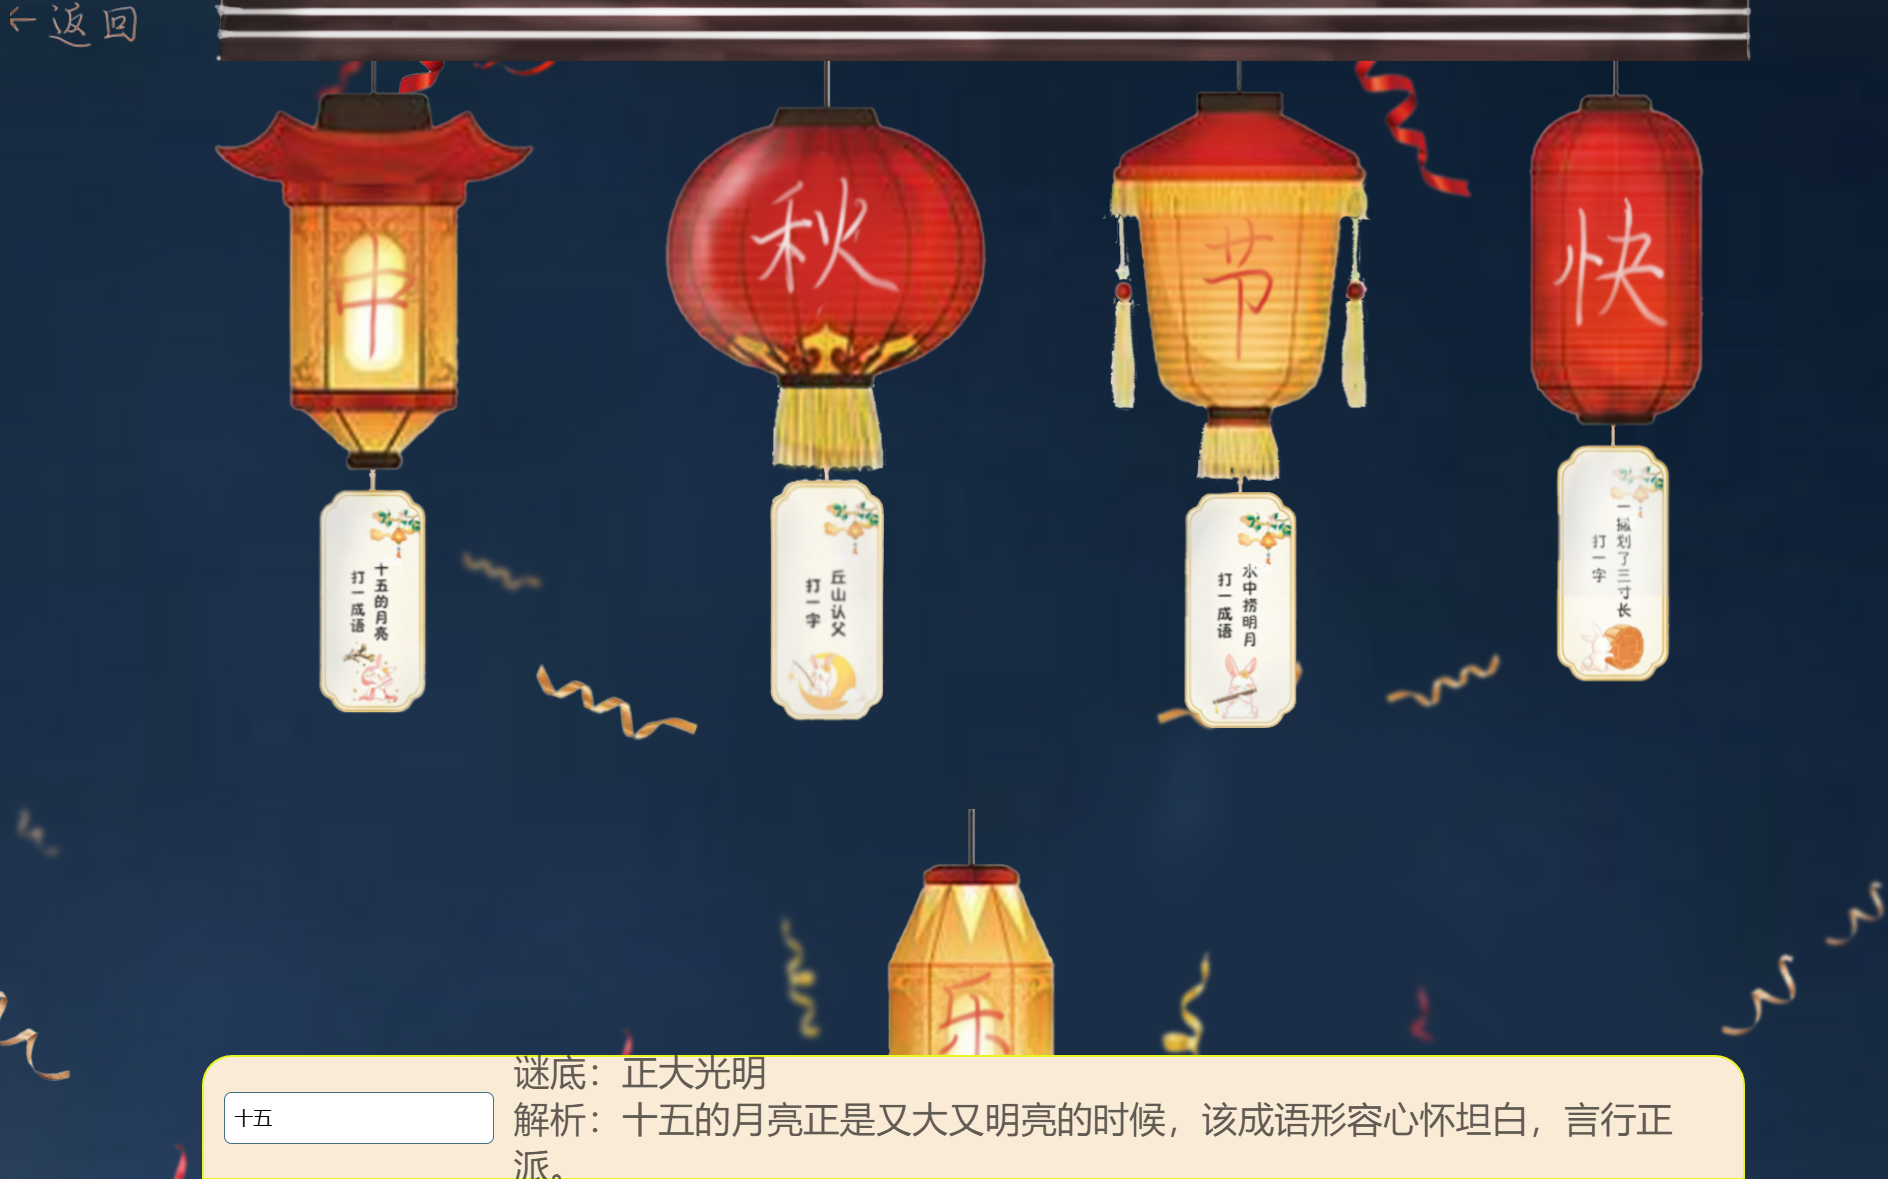 ←返回
中
秋
节
快
十五的月亮
打一成语
丘山认父
打一字
水中捞明月
打一成语
一撇划了三寸长
打一字
乐
十五
谜底：正大光明
解析：十五的月亮正是又大又明亮的时候，该成语形容心怀坦白，言行正
派。